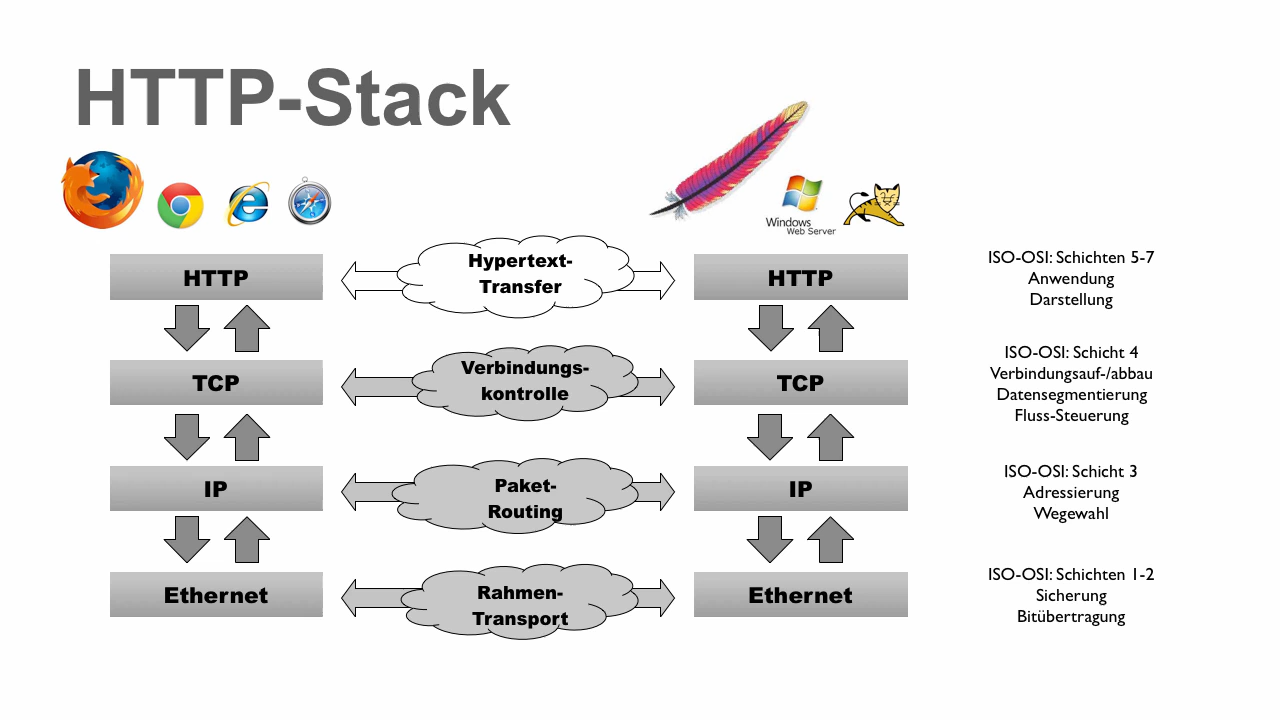 HTTP-Stack
Windows
Web Server
HTTP
Hypertext-
Transfer
HTTP
ISO-OSI: Schichten 5-7
Anwendung
Darstellung
TCP
Verbindungs-
kontrolle
TCP
ISO-OSI: Schicht 4
Verbindungsauf-/abbau
Datensegmentierung
Fluss-Steuerung
IP
Paket-
Routing
IP
ISO-OSI: Schicht 3
Adressierung
Wegewahl
Ethernet
Rahmen-
Transport
Ethernet
ISO-OSI: Schichten 1-2
Sicherung
Bitübertragung